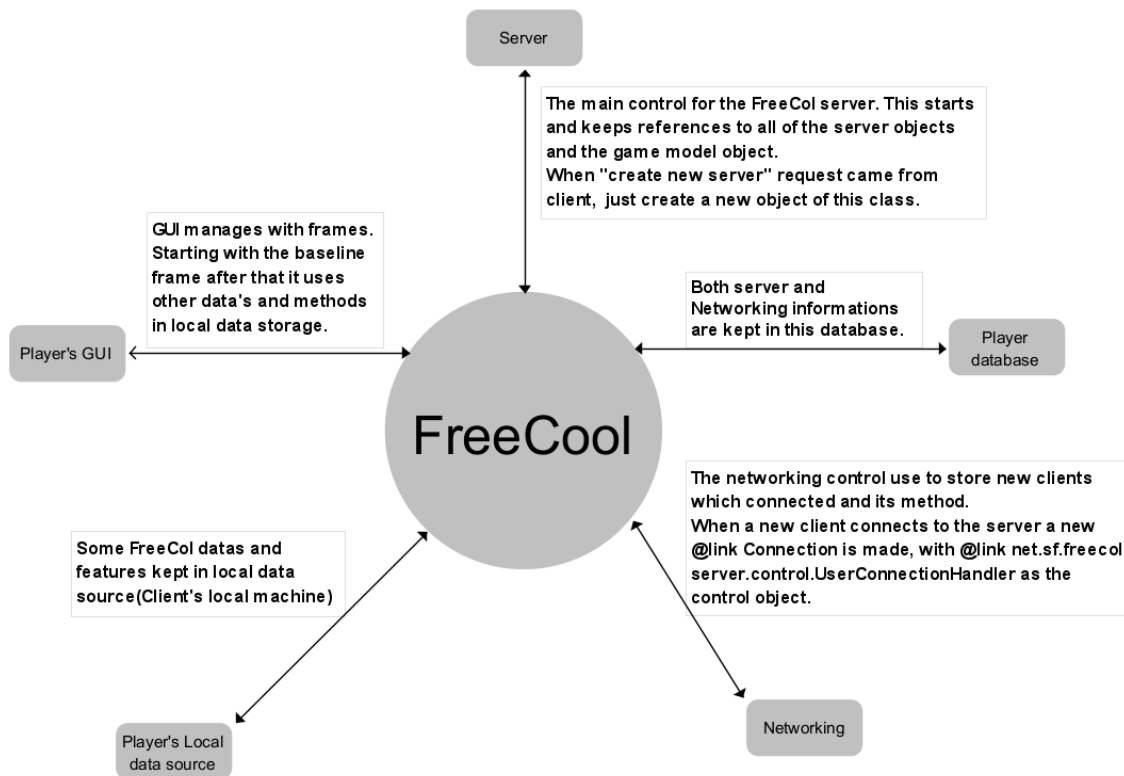 Server
The main control for the FreeCol server. This starts
and keeps references to all of the server objects
and the game model object.
When "create new server" request came from
client, just create a new object of this class.
GUI manages with frames.
Starting with the baseline
frame after that it uses
other data's and methods
in local data storage.
Both server and
Networking informations
are kept in this database.
Player's GUI
Player
database
FreeCool
The networking control use to store new clients
which connected and its method.
When a new client connects to the server a new
@link Connection is made, with @link net.sf.freecol
server.control.UserConnectionHandler as the
control object.
Some FreeCol datas and
features kept in local data
source(Client's local machine)
Player's Local
data source
Networking